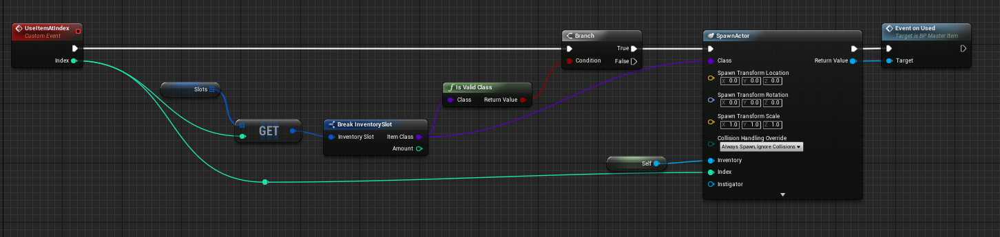 UseItemAtIndex
Custom Event
Index
Slots
GET
Break InventorySlot
Inventory Slot
Item Class
Amount
Is Valid Class
Class
Return Value
Branch
True
Condition
False
Self
SpawnActor
Class
Return Value
Spawn Transform Location
X 0.0 Y 0.0 Z 0.0
Spawn Transform Rotation
X 0.0 Y 0.0 Z 0.0
Spawn Transform Scale
X 1.0 Y 1.0 Z 1.0
Collision Handling Override
Always Spawn, Ignore Collisions
Inventory
Index
Instigator
Event on Used
Target is BP Master Item
Target